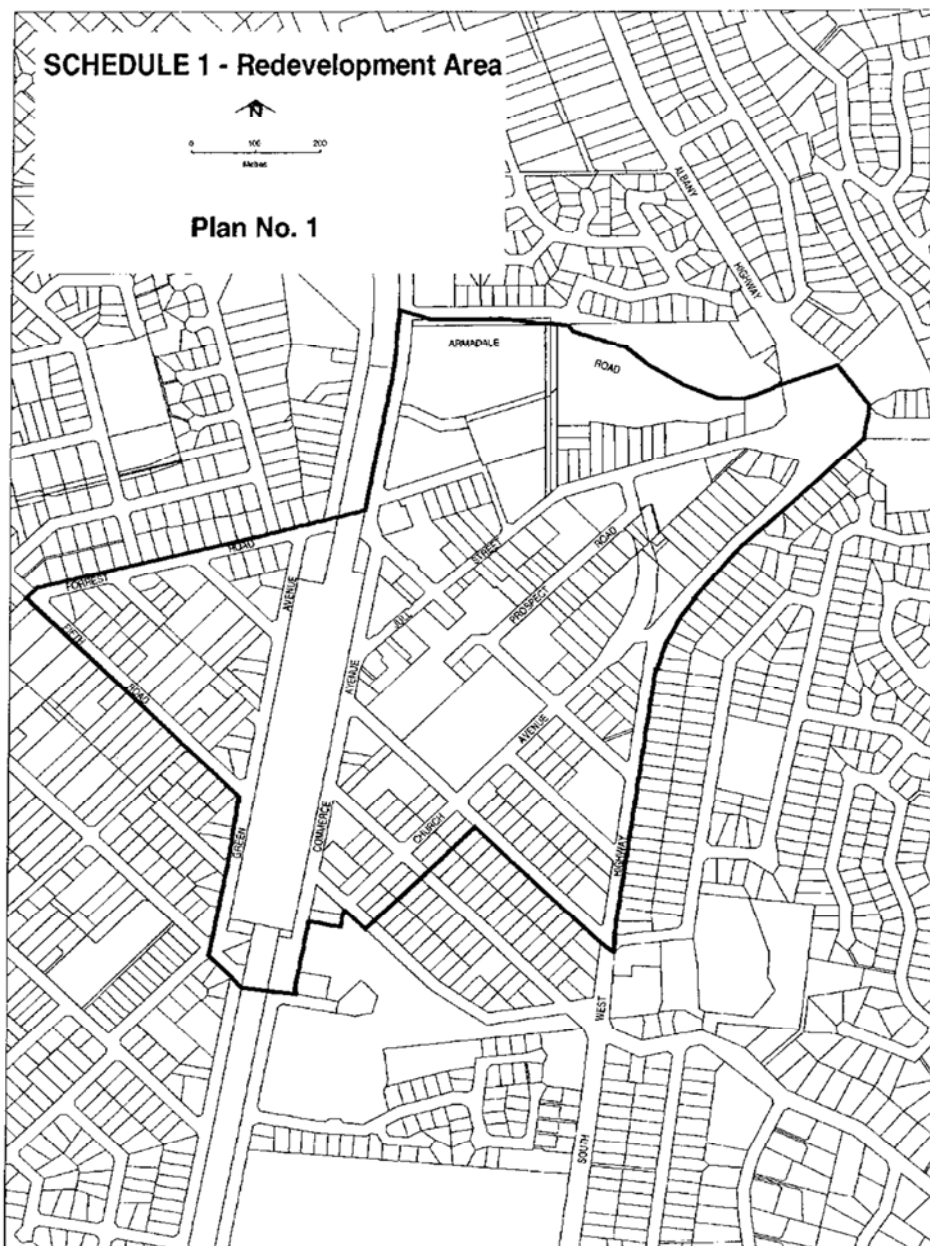 SCHEDULE 1 - Redevelopment Area
N
0 100 200
Metres
Plan No. 1
ALBANY
HIGHWAY
ARMADALE
ROAD
ROAD
FORREST
FIFTH
ROAD
AVENUE
JULL
STREET
ROAD
PROSPECT
AVENUE
AVENUE
GREEN
COMMERCE
CHURCH
HIGHWAY
WEST
SOUTH